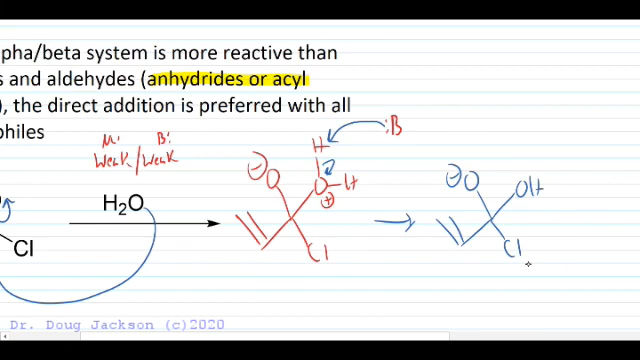 pha/beta system is more reactive than
s and aldehydes (anhydrides or acyl
), the direct addition is preferred with all
philes
N: B:
Weak/Weak
H :B
⊖ O O-H
⊕
Cl
⊖ O OH
Cl
H₂O
Cl
Dr. Doug Jackson (c)2020